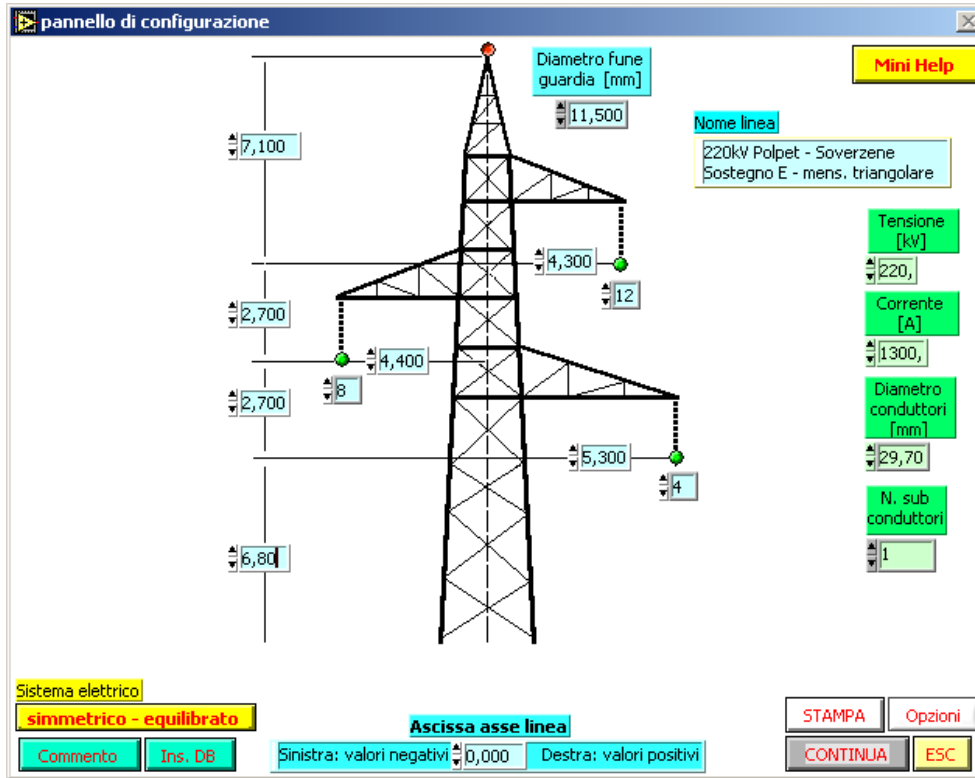 pannello di configurazione
Diametro fune
guardia [mm]
11,500
Mini Help
Nome linea
220kV Polpet - Soverzene
Sostegno E - mens. triangolare
7,100
Tensione
[kV]
220,
4,300
12
Corrente
[A]
1300,
2,700
4,400
8
Diametro
conduttori
[mm]
29,70
2,700
5,300
4
N. sub
conduttori
1
6,80
Sistema elettrico
simmetrico - equilibrato
Commento
Ins. DB
Ascissa asse linea
Sinistra: valori negativi
0,000
Destra: valori positivi
STAMPA
Opzioni
CONTINUA
ESC